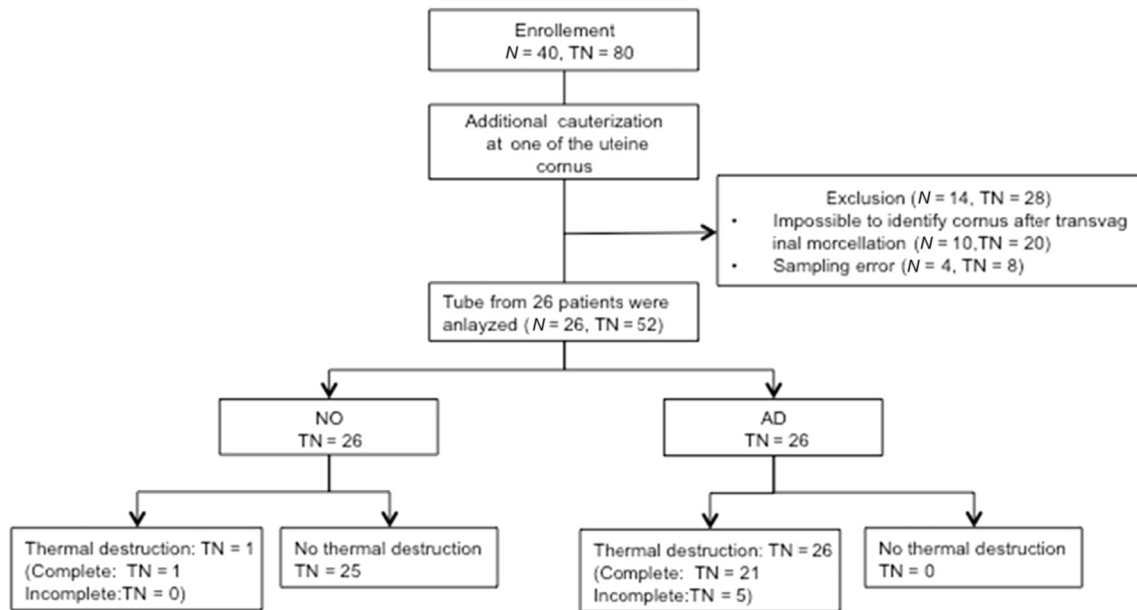 Enrollement
N = 40, TN = 80
Additional cauterization
at one of the uteine
cornus
Exclusion (N = 14, TN = 28)
• Impossible to identify cornus after transvag
inal morcellation (N = 10,TN = 20)
• Sampling error (N = 4, TN = 8)
Tube from 26 patients were
anlayzed (N = 26, TN = 52)
NO
TN = 26
AD
TN = 26
Thermal destruction: TN = 1
(Complete: TN = 1
Incomplete:TN = 0)
No thermal destruction
TN = 25
Thermal destruction: TN = 26
(Complete: TN = 21
Incomplete:TN = 5)
No thermal destruction
TN = 0